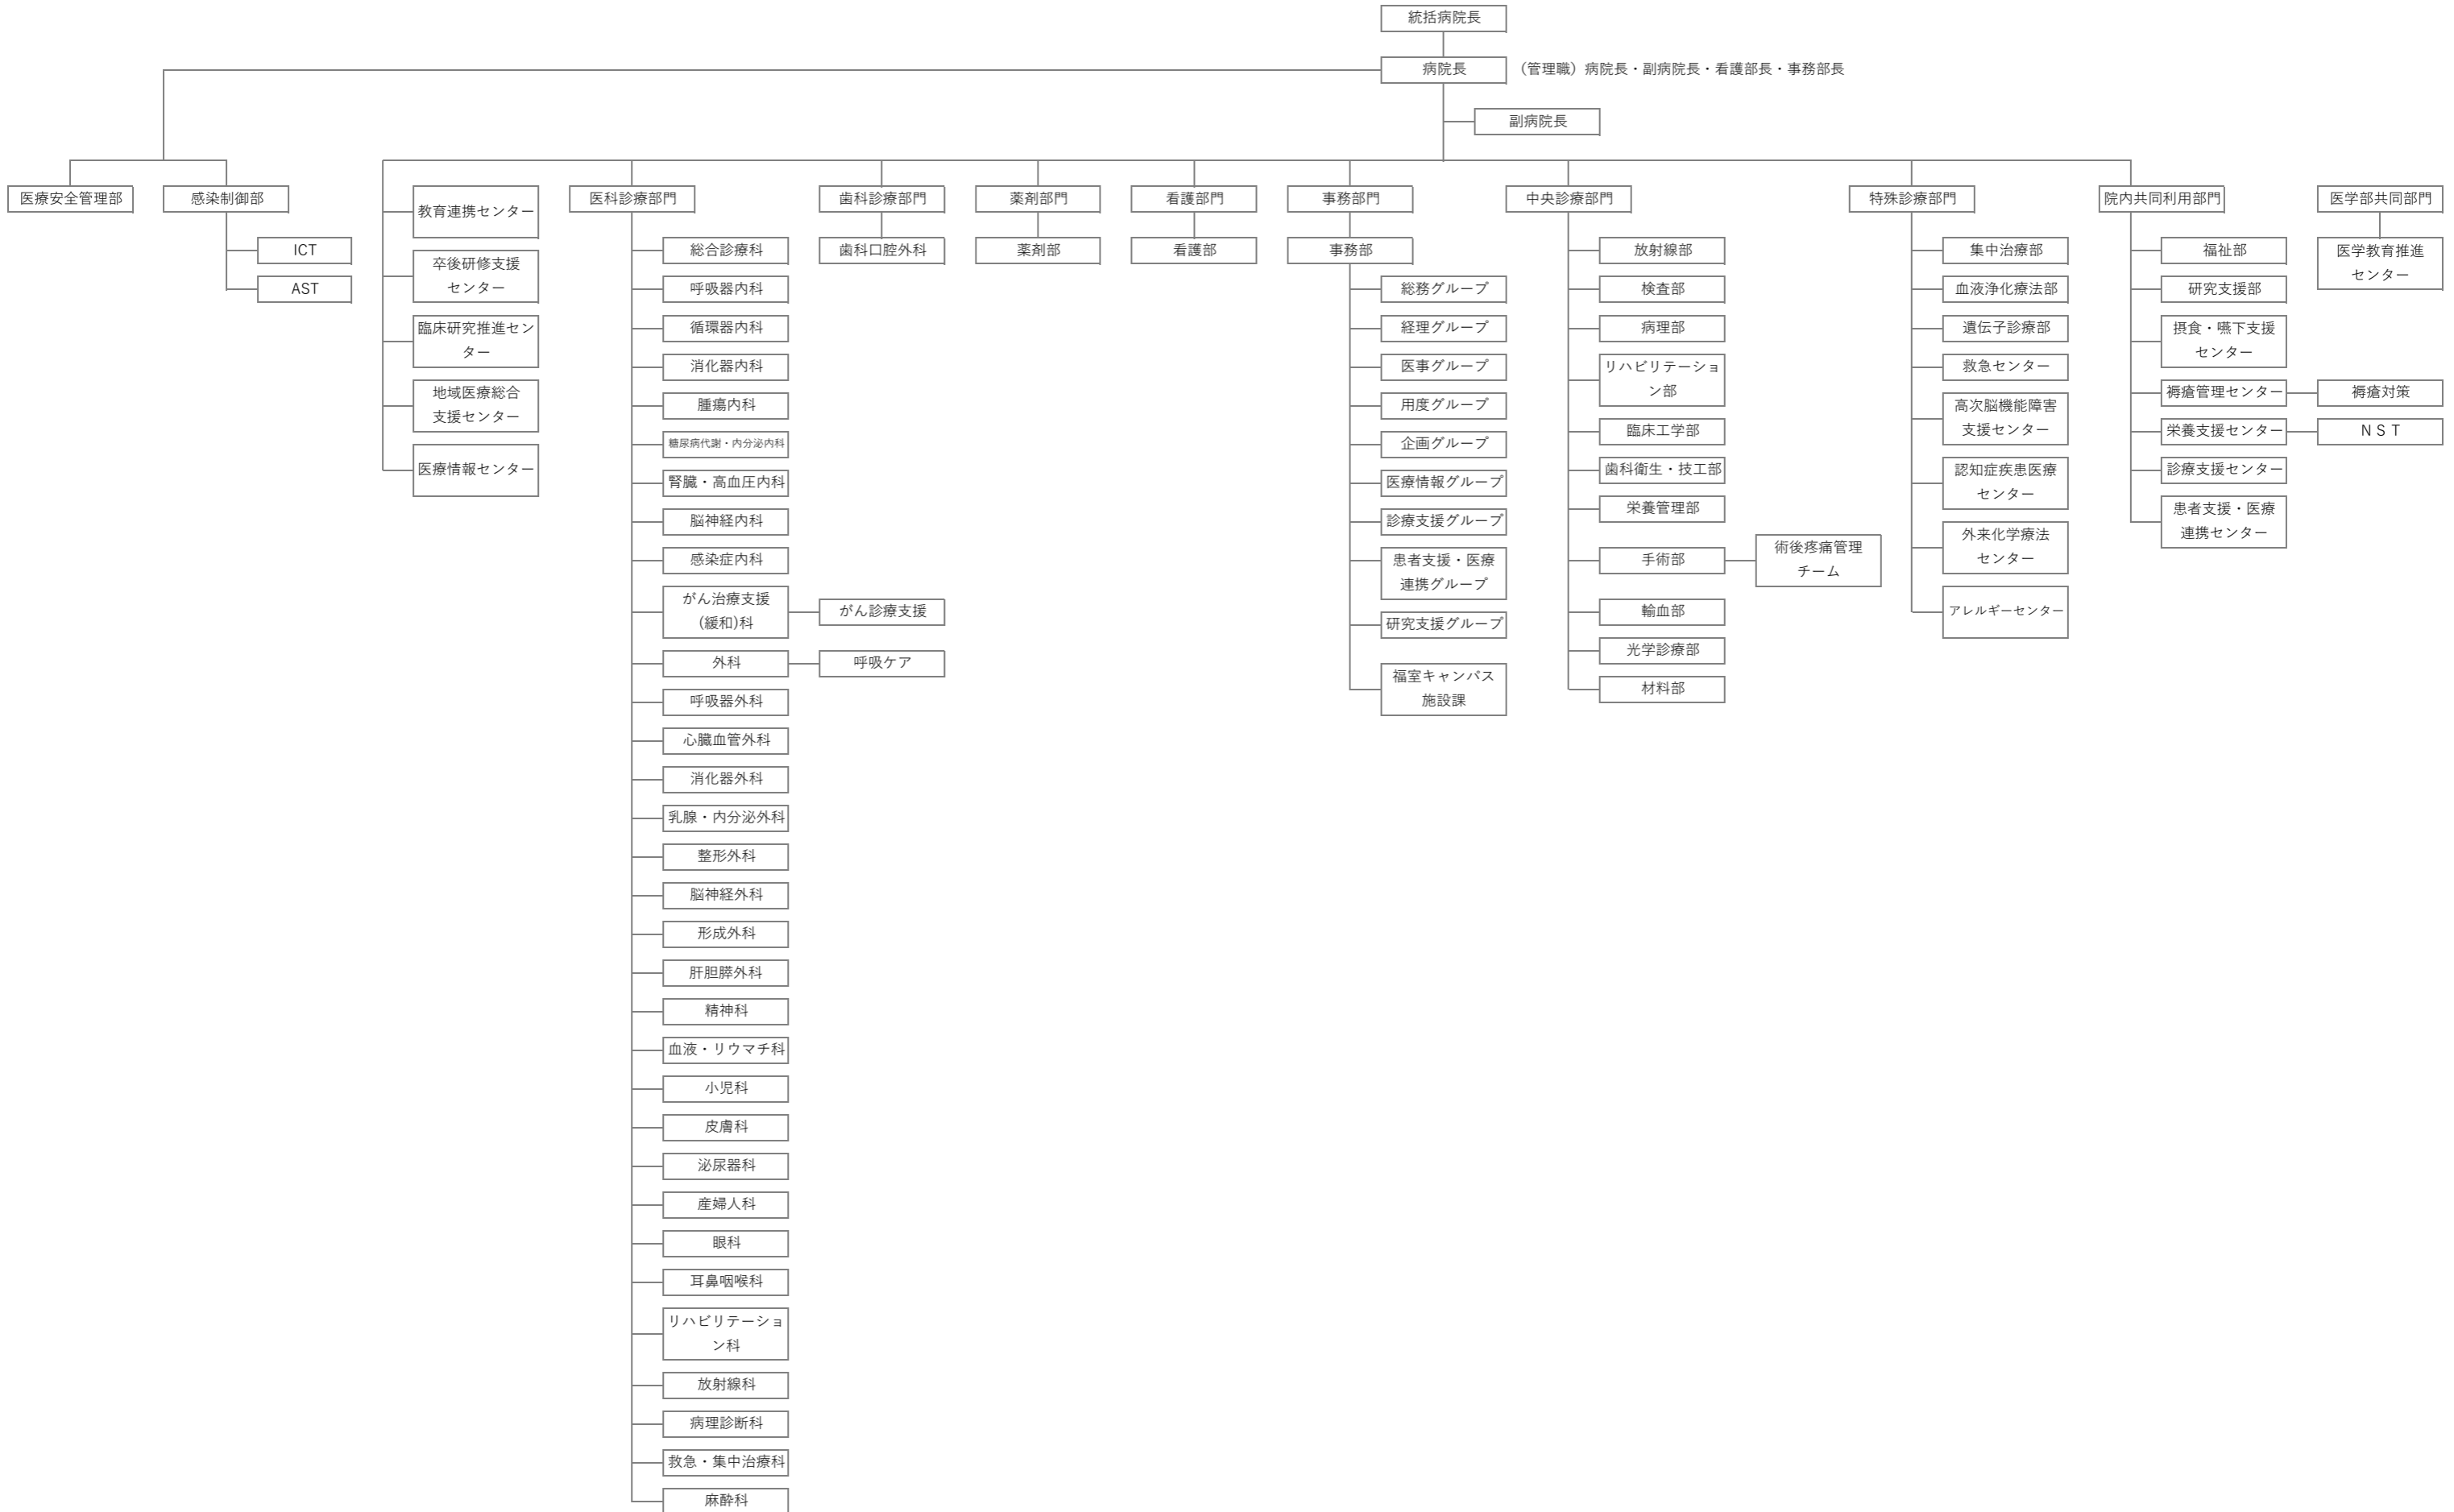 統括病院長
病院長
（管理職）病院長・副病院長・看護部長・事務部長
副病院長
医療安全管理部
感染制御部
ICT
AST
教育連携センター
卒後研修支援
センター
臨床研究推進セン
ター
地域医療総合
支援センター
医療情報センター
医科診療部門
総合診療科
呼吸器内科
循環器内科
消化器内科
腫瘍内科
糖尿病代謝・内分泌内科
腎臓・高血圧内科
脳神経内科
感染症内科
がん治療支援
(緩和)科
がん診療支援
外科
呼吸ケア
呼吸器外科
心臓血管外科
消化器外科
乳腺・内分泌外科
整形外科
脳神経外科
形成外科
肝胆膵外科
精神科
血液・リウマチ科
小児科
皮膚科
泌尿器科
産婦人科
眼科
耳鼻咽喉科
リハビリテーショ
ン科
放射線科
病理診断科
救急・集中治療科
麻酔科
歯科診療部門
歯科口腔外科
薬剤部門
薬剤部
看護部門
看護部
事務部門
事務部
総務グループ
経理グループ
医事グループ
用度グループ
企画グループ
医療情報グループ
診療支援グループ
患者支援・医療
連携グループ
研究支援グループ
福室キャンパス
施設課
中央診療部門
放射線部
検査部
病理部
リハビリテーショ
ン部
臨床工学部
歯科衛生・技工部
栄養管理部
手術部
術後疼痛管理
チーム
輸血部
光学診療部
材料部
特殊診療部門
集中治療部
血液浄化療法部
遺伝子診療部
救急センター
高次脳機能障害
支援センター
認知症疾患医療
センター
外来化学療法
センター
アレルギーセンター
院内共同利用部門
福祉部
研究支援部
摂食・嚥下支援
センター
褥瘡管理センター
褥瘡対策
栄養支援センター
ＮＳＴ
診療支援センター
患者支援・医療
連携センター
医学部共同部門
医学教育推進
センター